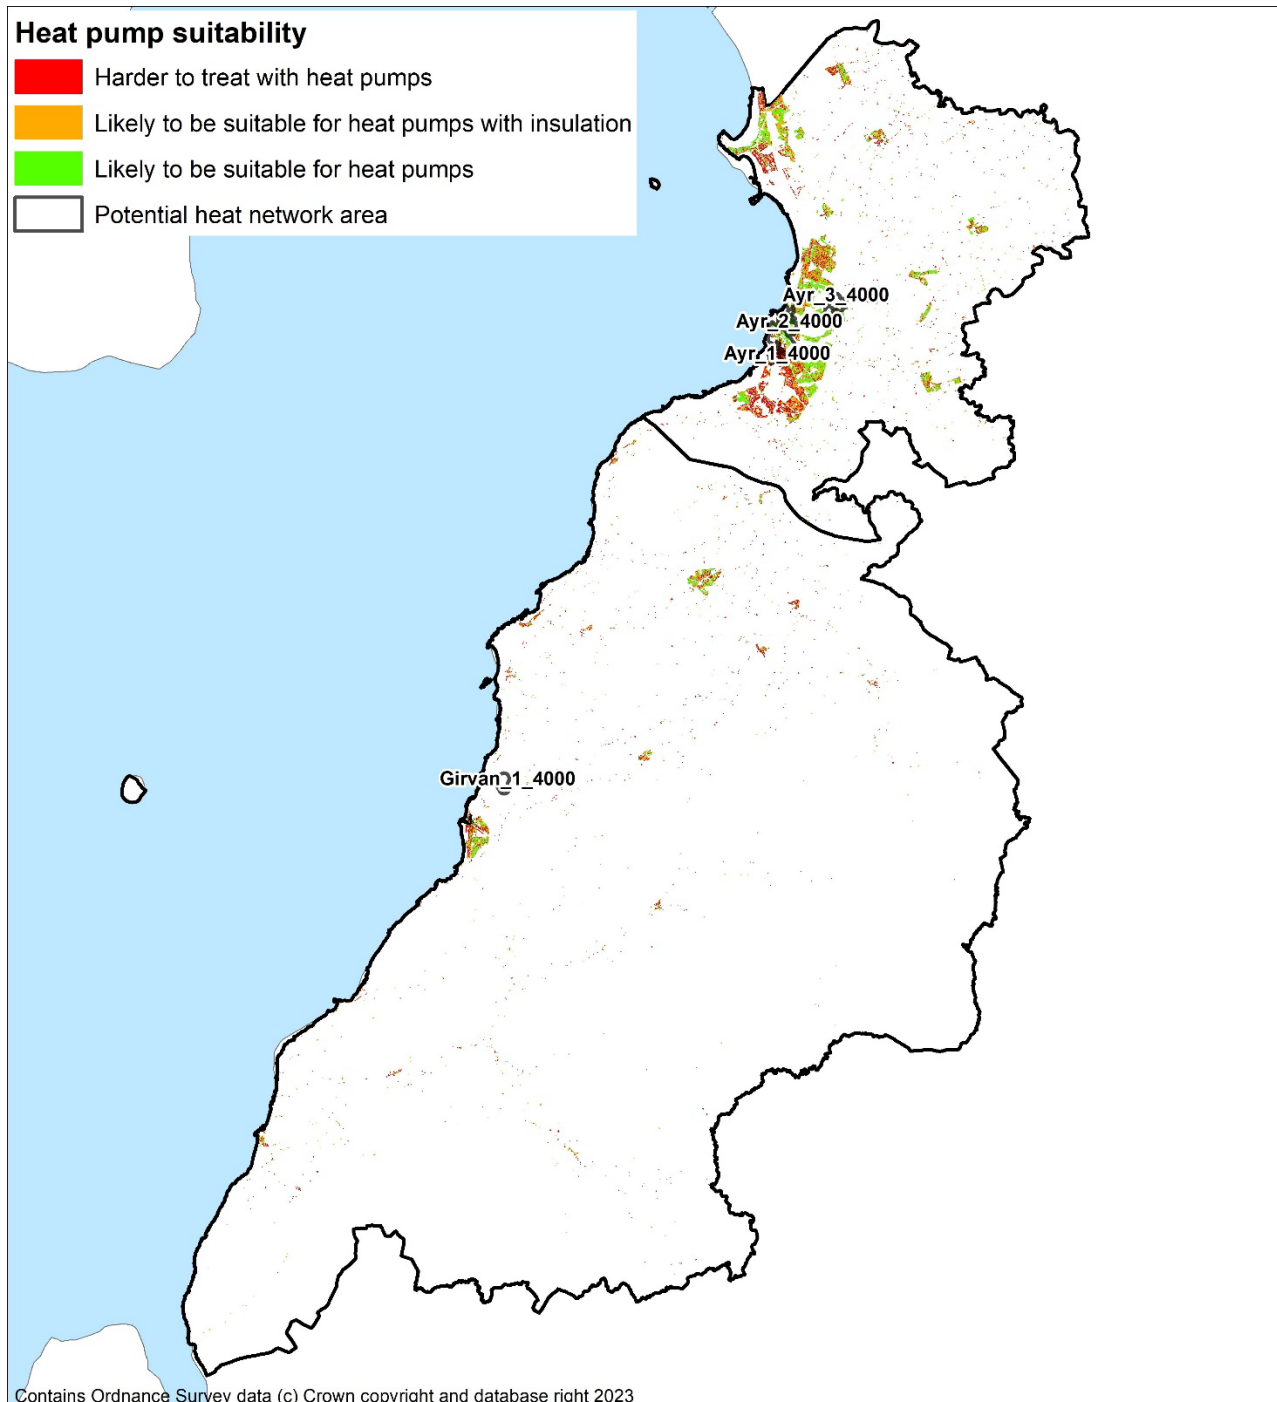 Heat pump suitability
Harder to treat with heat pumps
Likely to be suitable for heat pumps with insulation
Likely to be suitable for heat pumps
Potential heat network area
Ayr_3_4000
Ayr_2_4000
Ayr_1_4000
Girvan_1_4000
Contains Ordnance Survey data (c) Crown copyright and database right 2023